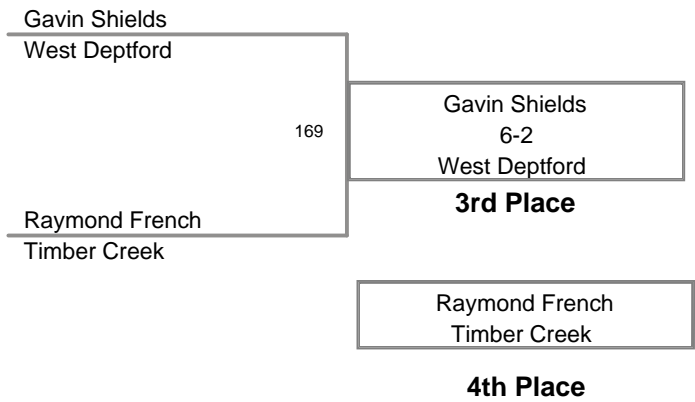 Gavin Shields
West Deptford
169
Gavin Shields
6-2
West Deptford
3rd Place
Raymond French
Timber Creek
Raymond French
Timber Creek
4th Place